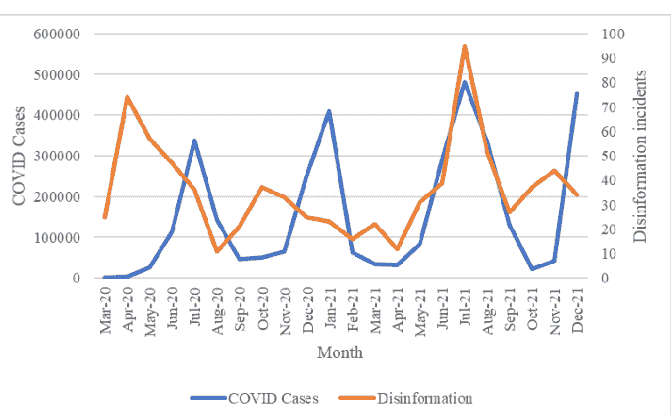 600000
500000
400000
300000
200000
100000
0
COVID Cases
100
90
80
70
60
50
40
30
20
10
0
Disinformation incidents
Mar-20
Apr-20
May-20
Jun-20
Jul-20
Aug-20
Sep-20
Oct-20
Nov-20
Dec-20
Jan-21
Feb-21
Mar-21
Apr-21
May-21
Jun-21
Jul-21
Aug-21
Sep-21
Oct-21
Nov-21
Dec-21
Month
COVID Cases
Disinformation